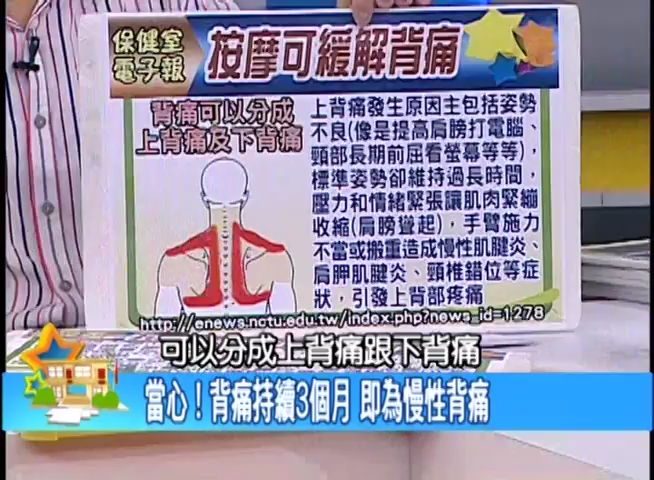 保健室
電子報
按摩可緩解背痛
背痛可以分成
上背痛及下背痛
上背痛發生原因主包括姿勢
不良(像是提高肩膀打電腦、
頸部長期前屈看螢幕等等)，
標準姿勢卻維持過長時間，
壓力和情緒緊張讓肌肉緊繃
收縮(肩膀聳起)，手臂施力
不當或搬重造成慢性肌腱炎、
肩胛肌腱炎、頸椎錯位等症
狀，引發上背部疼痛
http://enews.nctu.edu.tw/index.php?news_id=1278
可以分成上背痛跟下背痛
當心！背痛持續3個月 即為慢性背痛